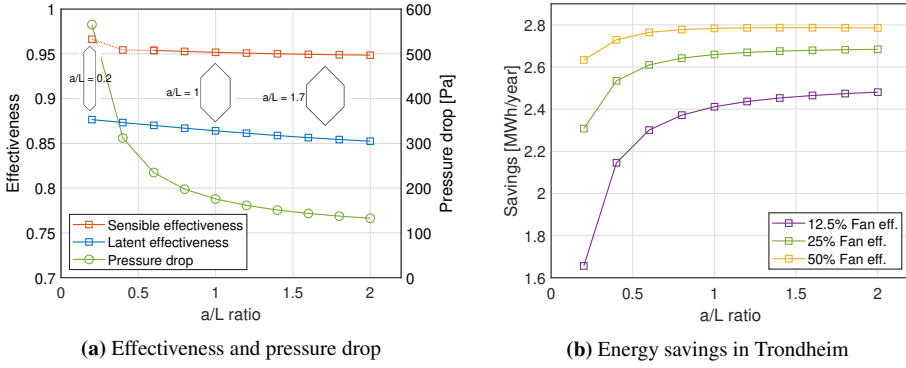 1
0.95
0.9
0.85
0.8
0.75
0.7
Effectiveness
600
500
400
300
200
100
0
Pressure drop [Pa]
a/L = 0.2
a/L = 1
a/L = 1.7
Sensible effectiveness
Latent effectiveness
Pressure drop
0 0.5 1 1.5 2
a/L ratio
(a) Effectiveness and pressure drop
2.8
2.6
2.4
2.2
2
1.8
1.6
Savings [MWh/year]
12.5% Fan eff.
25% Fan eff.
50% Fan eff.
0 0.5 1 1.5 2
a/L ratio
(b) Energy savings in Trondheim